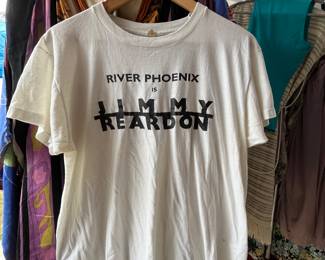 RIVER PHOENIX
IS
JIMMY
REARDON